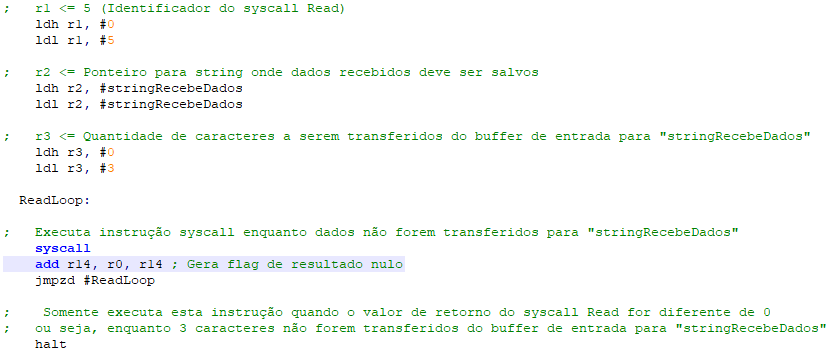 ;   r1 <= 5 (Identificador do syscall Read)
    ldh r1, #0
    ldl r1, #5
;   r2 <= Ponteiro para string onde dados recebidos deve ser salvos
    ldh r2, #stringRecebeDados
    ldl r2, #stringRecebeDados
;   r3 <= Quantidade de caracteres a serem transferidos do buffer de entrada para "stringRecebeDados"
    ldh r3, #0
    ldl r3, #3
  ReadLoop:
;   Executa instrução syscall enquanto dados não forem transferidos para "stringRecebeDados"
    syscall
    add r14, r0, r14 ; Gera flag de resultado nulo
    jmpzd #ReadLoop
;    Somente executa esta instrução quando o valor de retorno do syscall Read for diferente de 0
;   ou seja, enquanto 3 caracteres não forem transferidos do buffer de entrada para "stringRecebeDados"
    halt